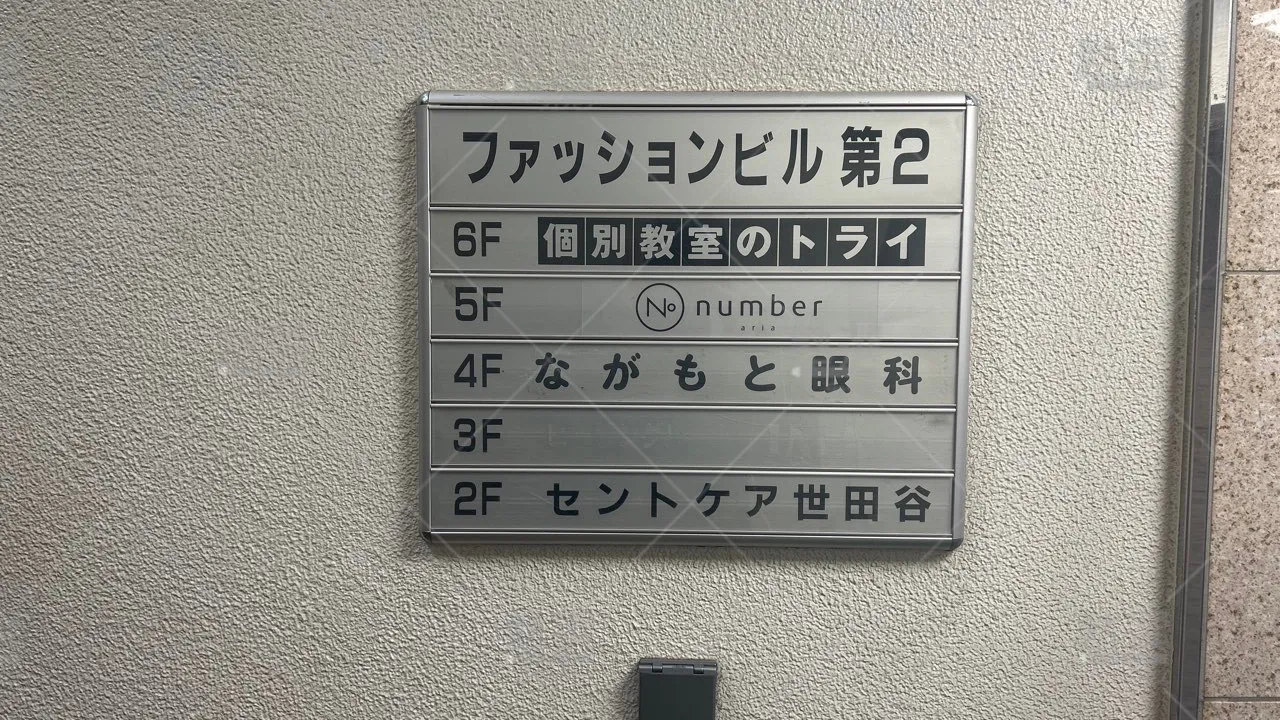 ファッションビル 第2
6F 個別教室のトライ
5F No number
aria
4F ながもと眼科
3F
2F セントケア世田谷